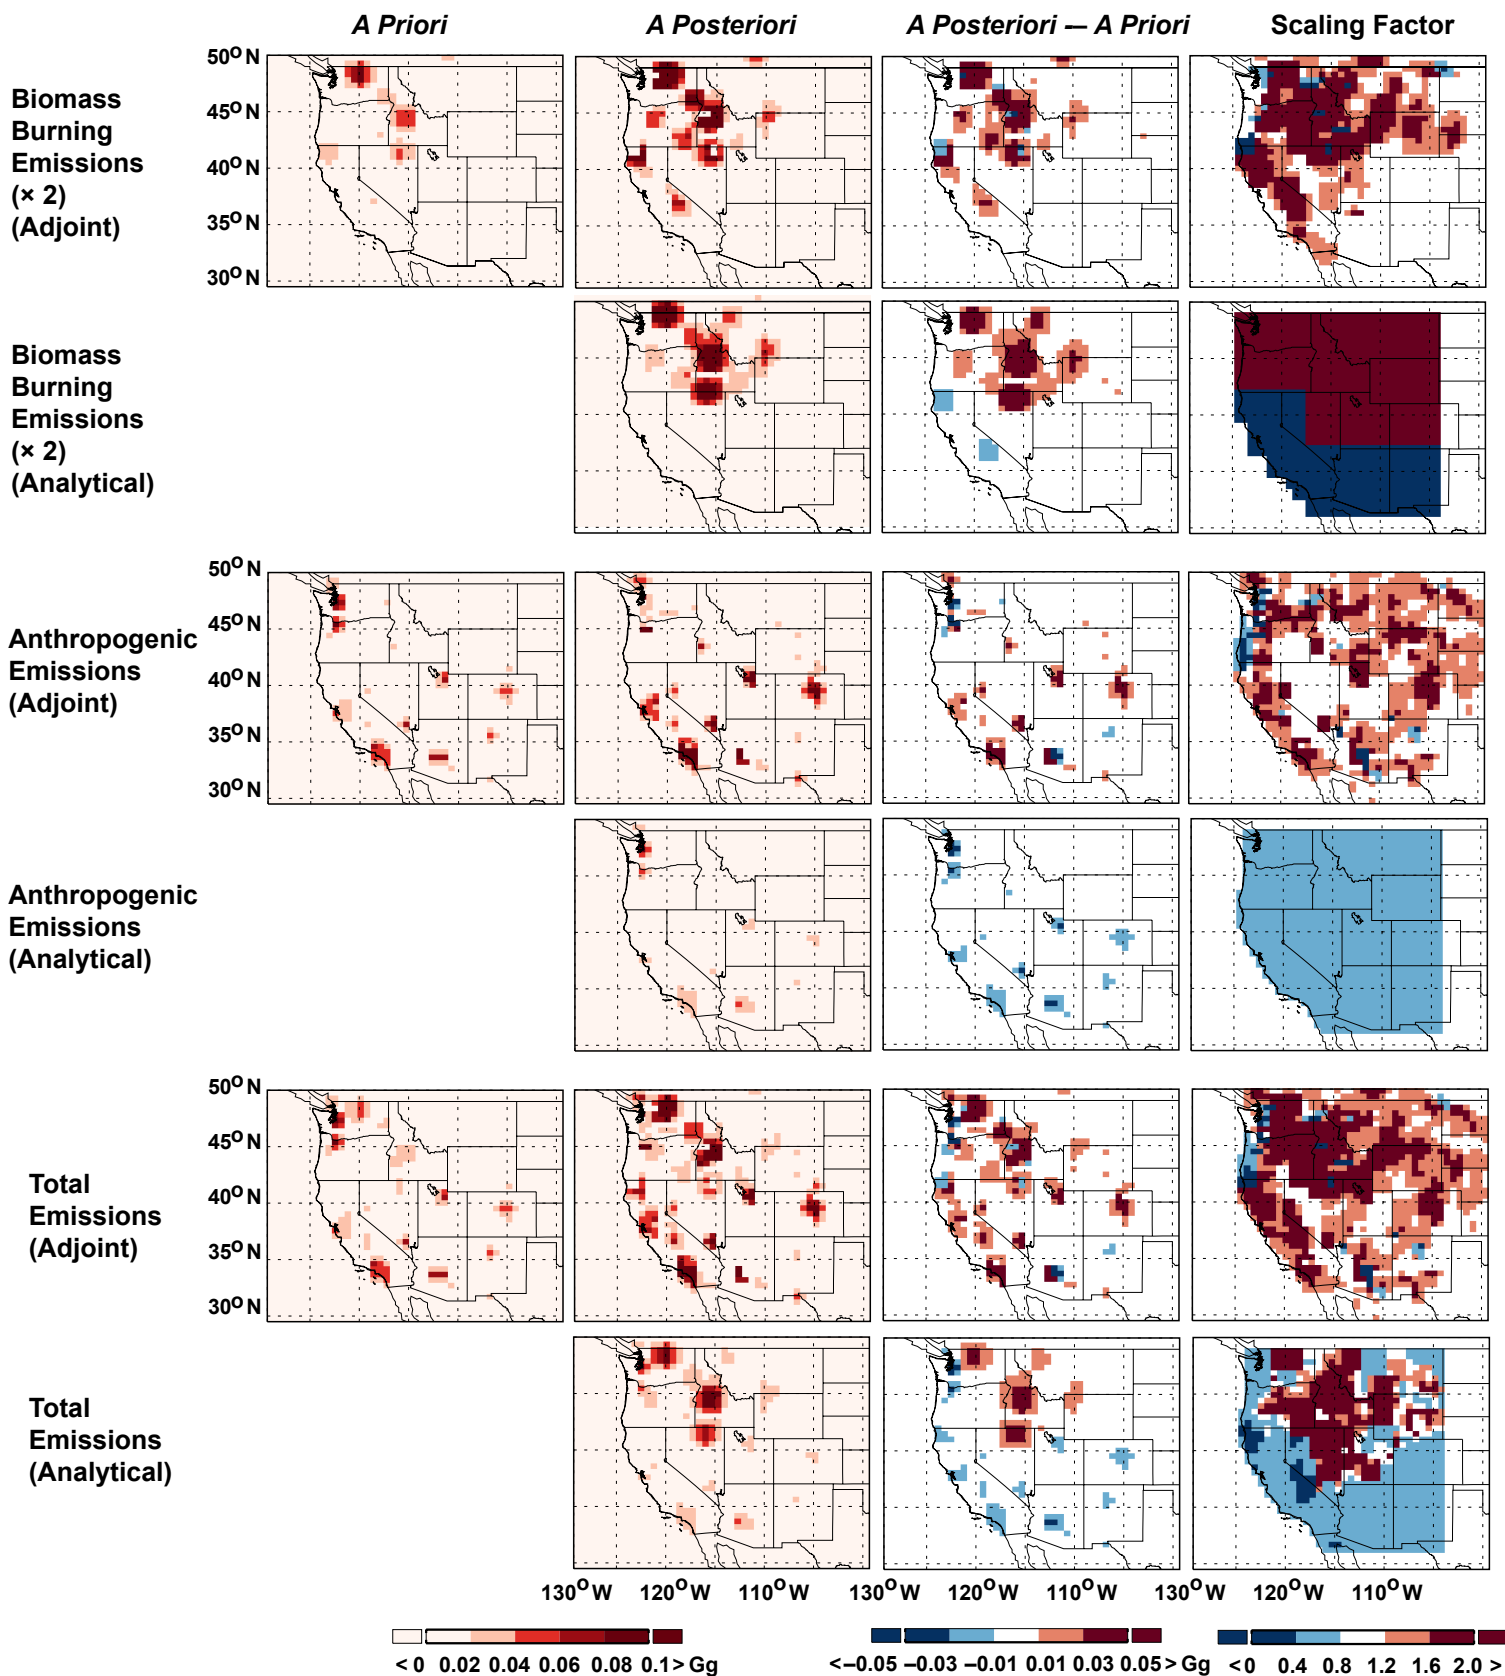 A Priori A Posteriori A Posteriori — A Priori Scaling Factor
50° N
45° N
40° N
35° N
30° N
Biomass
Burning
Emissions
(× 2)
(Adjoint)
Biomass
Burning
Emissions
(× 2)
(Analytical)
50° N
45° N
40° N
35° N
30° N
Anthropogenic
Emissions
(Adjoint)
Anthropogenic
Emissions
(Analytical)
50° N
45° N
40° N
35° N
30° N
Total
Emissions
(Adjoint)
Total
Emissions
(Analytical)
130°W 120°W 110°W 130°W 120°W 110°W 130°W 120°W 110°W
< 0 0.02 0.04 0.06 0.08 0.1 > Gg
<−0.05 −0.03 −0.01 0.01 0.03 0.05 > Gg
< 0 0.4 0.8 1.2 1.6 2.0 >